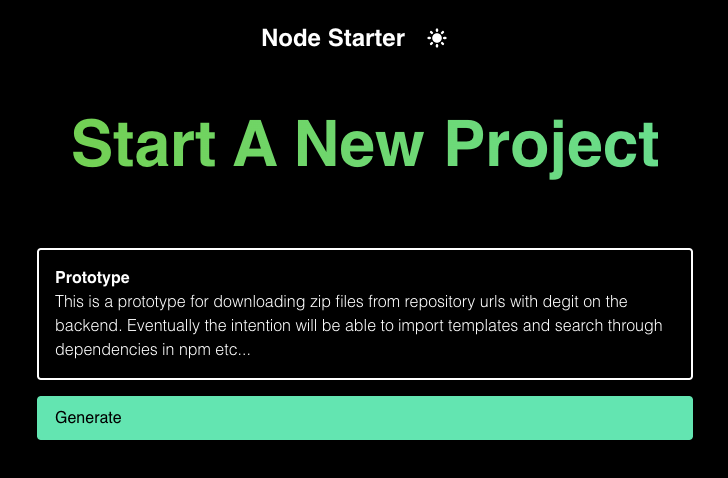 Node Starter
Start A New Project
Prototype
This is a prototype for downloading zip files from repository urls with degit on the
backend. Eventually the intention will be able to import templates and search through
dependencies in npm etc...
Generate